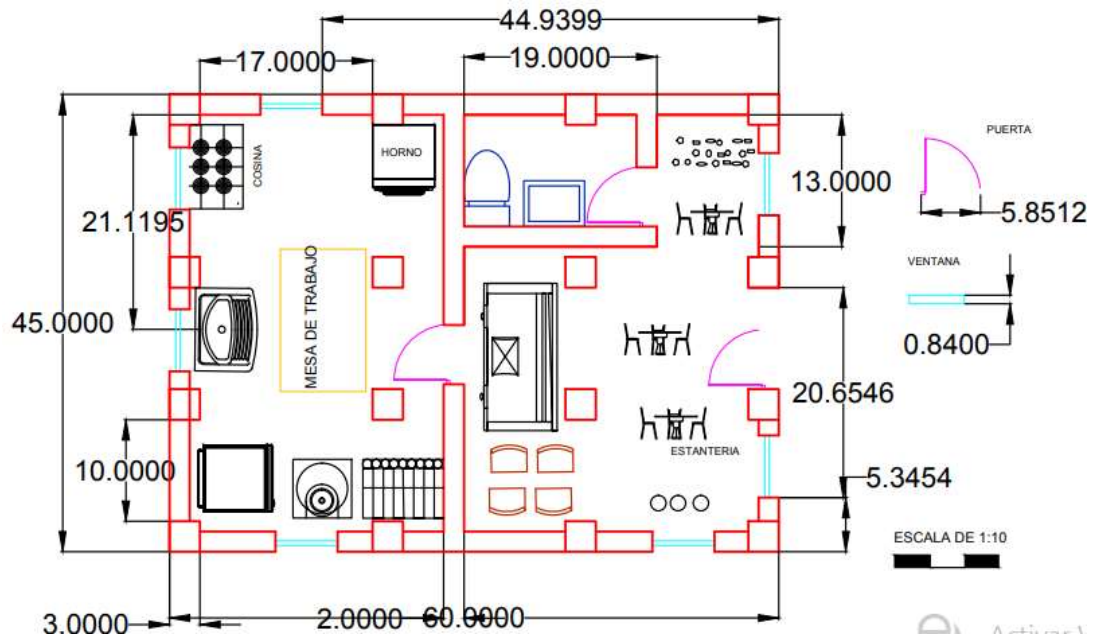 44.9399
17.0000
19.0000
PUERTA
COSINA
HORNO
13.0000
21.1195
5.8512
MESA DE TRABAJO
VENTANA
45.0000
0.8400
20.6546
ESTANTERIA
10.0000
5.3454
ESCALA DE 1:10
3.0000
2.0000
60.0000
Activar